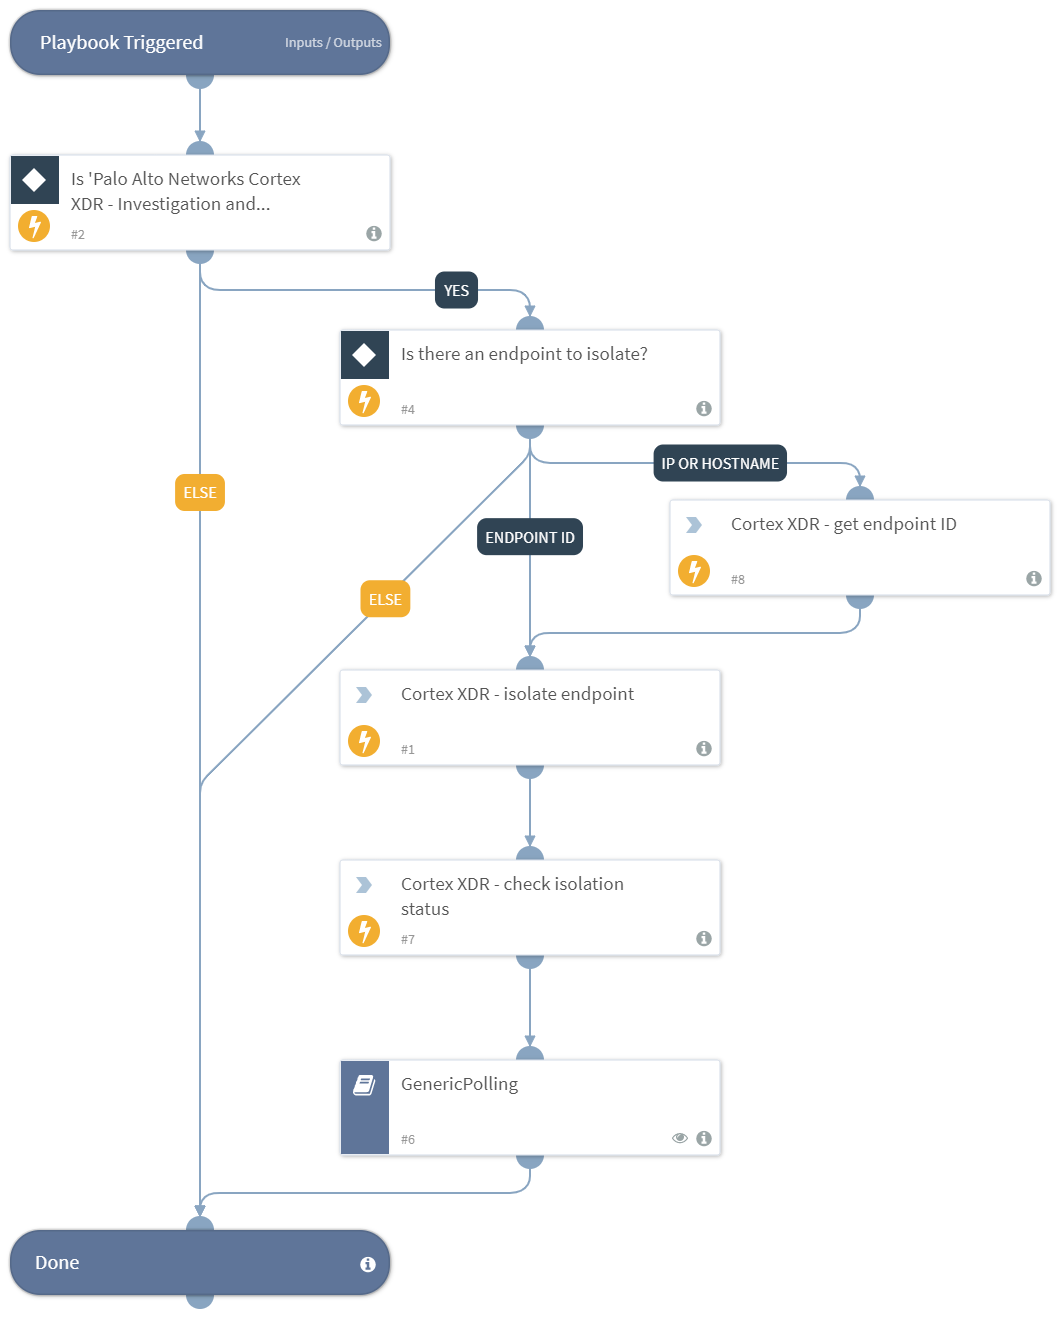 Playbook Triggered
Inputs / Outputs
Is 'Palo Alto Networks Cortex
XDR - Investigation and...
#2
YES
Is there an endpoint to isolate?
#4
IP OR HOSTNAME
ELSE
Cortex XDR - get endpoint ID
#8
ENDPOINT ID
ELSE
Cortex XDR - isolate endpoint
#1
Cortex XDR - check isolation
status
#7
GenericPolling
#6
Done